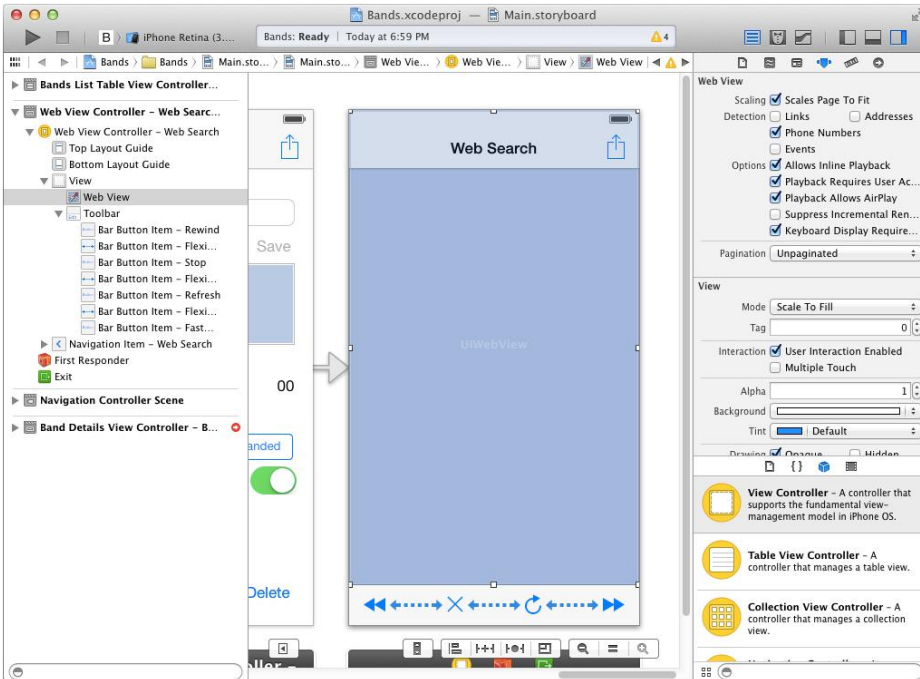 Bands.xcodeproj — Main.storyboard
B iPhone Retina (3.... Bands: Ready | Today at 6:59 PM 4
Bands Bands Main.sto... Main.sto... Web Vie... Web Vie... View Web View
Bands List Table View Controller...
Web View Controller – Web Searc...
Web View Controller – Web Search
Top Layout Guide
Bottom Layout Guide
View
Web View
Toolbar
Bar Button Item – Rewind
Bar Button Item – Flexi...
Bar Button Item – Stop
Bar Button Item – Flexi...
Bar Button Item – Refresh
Bar Button Item – Flexi...
Bar Button Item – Fast...
Navigation Item – Web Search
First Responder
Exit
Navigation Controller Scene
Band Details View Controller – B...
Save
00
anded
Delete
oller –
Web Search
UIWebView
Web View
Scaling Scales Page To Fit
Detection Links Addresses
Phone Numbers
Events
Options Allows Inline Playback
Playback Requires User Ac...
Playback Allows AirPlay
Suppress Incremental Ren...
Keyboard Display Require...
Pagination Unpaginated
View
Mode Scale To Fill
Tag 0
Interaction User Interaction Enabled
Multiple Touch
Alpha 1
Background
Tint Default
Drawing Opaque Hidden
{}
View Controller – A controller that
supports the fundamental view-
management model in iPhone OS.
Table View Controller – A
controller that manages a table view.
Collection View Controller – A
controller that manages a collection
view.